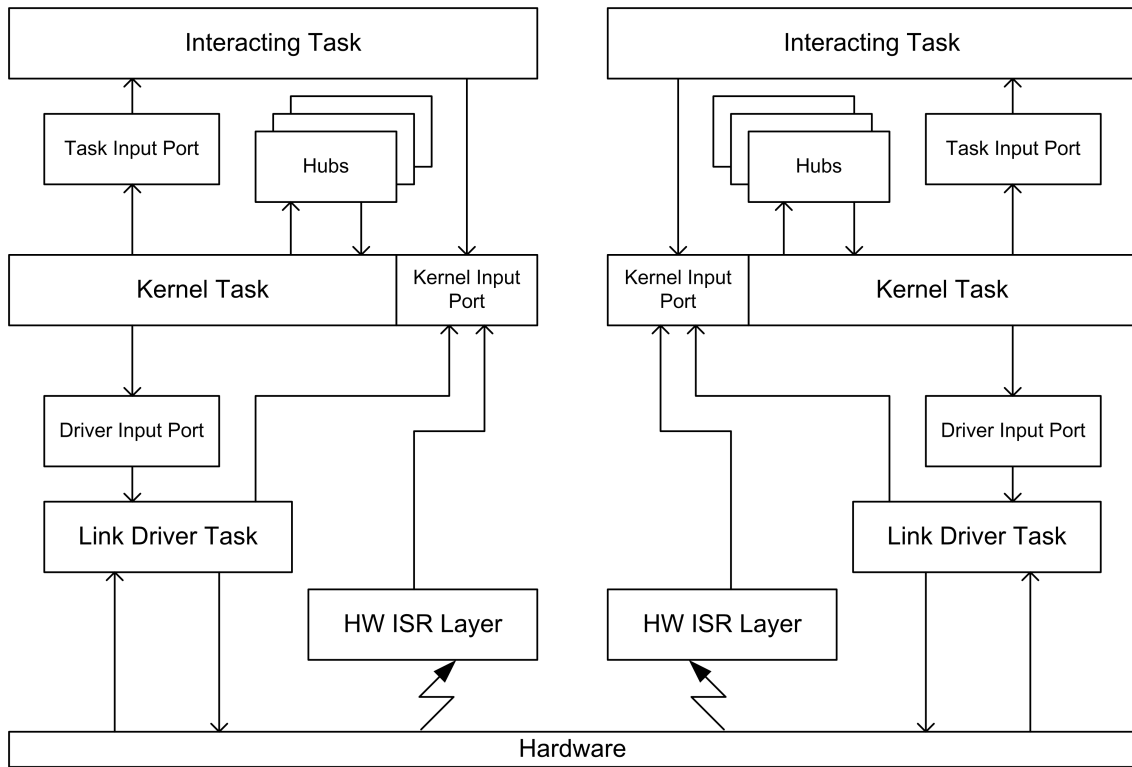 Interacting Task
Interacting Task
Task Input Port
Hubs
Hubs
Task Input Port
Kernel Task
Kernel Input
Port
Kernel Input
Port
Kernel Task
Driver Input Port
Driver Input Port
Link Driver Task
Link Driver Task
HW ISR Layer
HW ISR Layer
Hardware